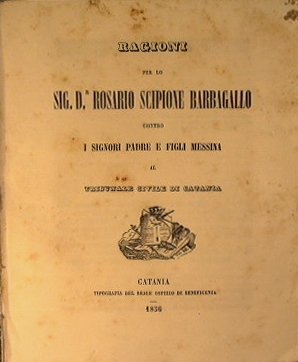 RAGIONI
PER LO
SIG. D.ʳ ROSARIO SCIPIONE BARBAGALLO
CONTRO
I SIGNORI PADRE E FIGLI MESSINA
AL
TRIBUNALE CIVILE DI CATANIA
CATANIA
TIPOGRAFIA DEL REALE OSPIZIO DI BENEFICENZA
1856